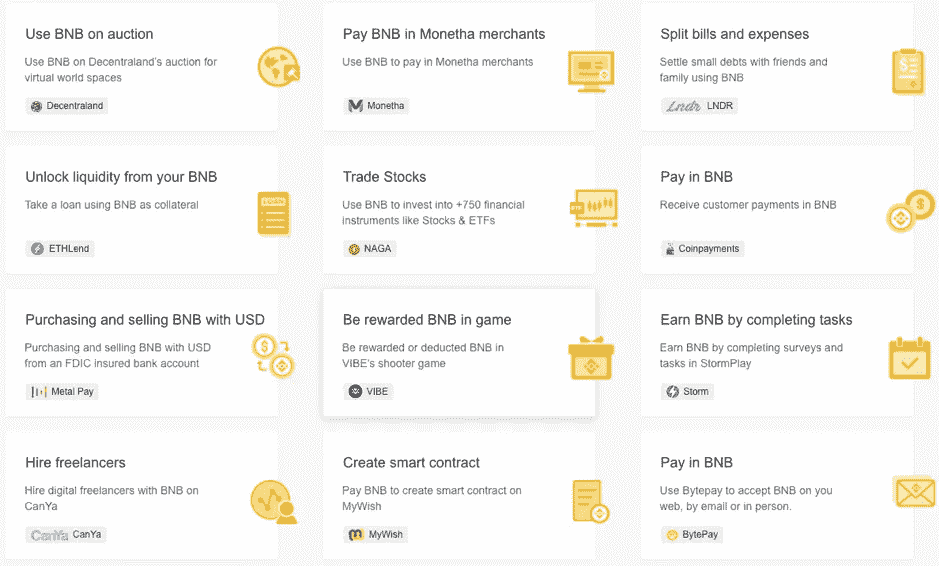 Use BNB on auction
Use BNB on Decentraland's auction for
virtual world spaces
Decentraland
Pay BNB in Monetha merchants
Use BNB to pay in Monetha merchants
Monetha
Split bills and expenses
Settle small debts with friends and
family using BNB
Lndr LNDR
Unlock liquidity from your BNB
Take a loan using BNB as collateral
ETHLend
Trade Stocks
Use BNB to invest into +750 financial
instruments like Stocks & ETFs
ETF
NAGA
Pay in BNB
Receive customer payments in BNB
Coinpayments
Purchasing and selling BNB with USD
Purchasing and selling BNB with USD
from an FDIC insured bank account
Metal Pay
Be rewarded BNB in game
Be rewarded or deducted BNB in
VIBE's shooter game
VIBE
Earn BNB by completing tasks
Earn BNB by completing surveys and
tasks in StormPlay
Storm
Hire freelancers
Hire digital freelancers with BNB on
CanYa
CanYa CanYa
Create smart contract
Pay BNB to create smart contract on
MyWish
MyWish
Pay in BNB
Use Bytepay to accept BNB on you
web, by email or in person.
BytePay